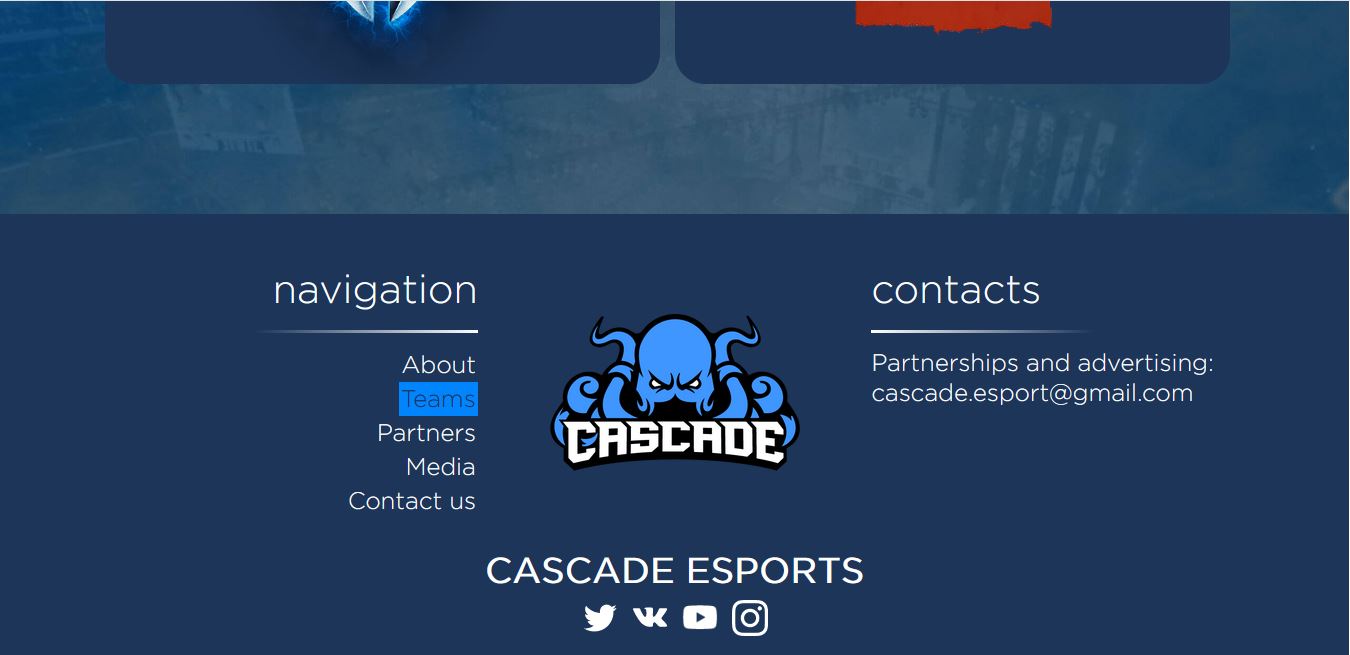 navigation
About
Teams
Partners
Media
Contact us
CASCADE
contacts
Partnerships and advertising:
cascade.esport@gmail.com
CASCADE ESPORTS